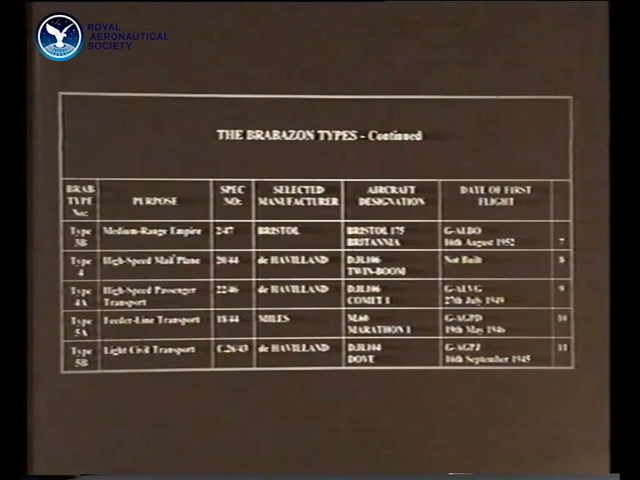 ROYAL
AERONAUTICAL
SOCIETY
THE BRABAZON TYPES - Continued
BRAB TYPE No: PURPOSE SPEC NO: SELECTED MANUFACTURER AIRCRAFT DESIGNATION DATE OF FIRST FLIGHT
Type 3B Medium-Range Empire 2/47 BRISTOL BRISTOL 175 BRITANNIA G-ALBO 16th August 1952 7
Type 4 High-Speed Mail Plane 20/44 de HAVILLAND D.H.106 TWIN-BOOM Not Built 8
Type 4A High-Speed Passenger Transport 22/46 de HAVILLAND D.H.106 COMET 1 G-ALVG 27th July 1949 9
Type 5A Feeder-Line Transport 18/44 MILES M.60 MARATHON 1 G-AGPD 19th May 1946 10
Type 5B Light Civil Transport C.26/43 de HAVILLAND D.H.104 DOVE G-AGPJ 16th September 1945 11